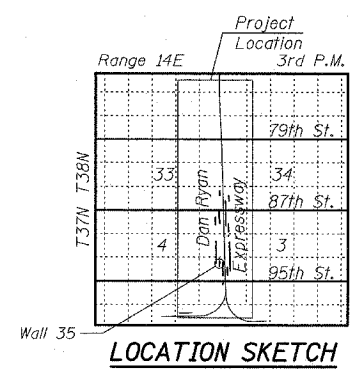 Project
Location
Range 14E
3rd P.M.
79th St.
T38N
33
34
87th St.
Dan Ryan
Expressway
T37N
4
3
95th St.
Wall 35
LOCATION SKETCH